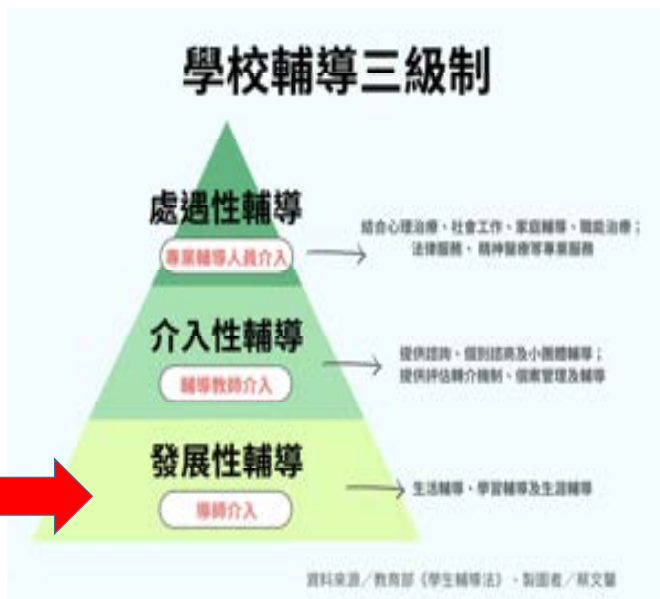 學校輔導三級制
處遇性輔導
專業輔導人員介入
結合心理治療、社會工作、家庭輔導、職能治療；
法律服務、精神醫療等專業服務
介入性輔導
輔導教師介入
提供諮詢、個別諮商及小團體輔導；
提供評估轉介機制、個案管理及輔導
發展性輔導
導師介入
生活輔導、學習輔導及生涯輔導
資料來源／教育部《學生輔導法》、製圖者／蔡文馨